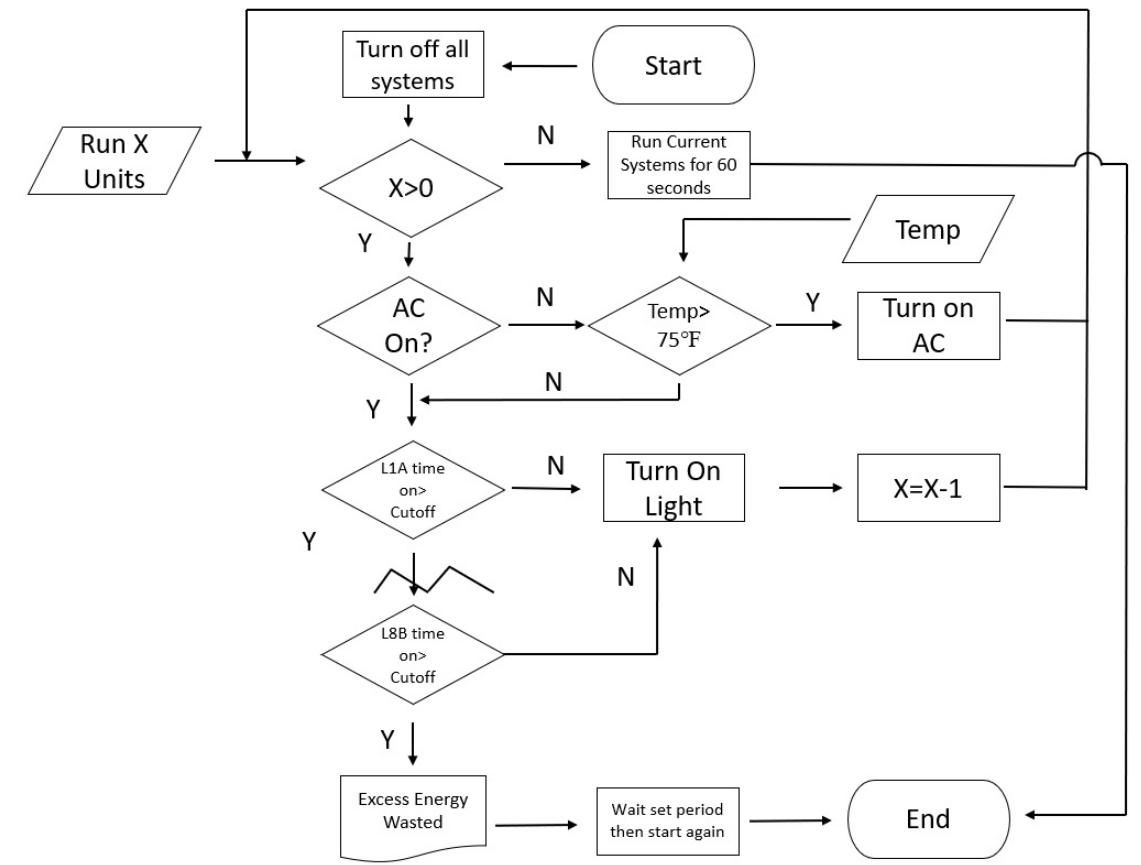 Turn off all
systems
Start
Run X
Units
X>0
N
Run Current
Systems for 60
seconds
Y
Temp
AC
On?
N
Temp>
75°F
Y
Turn on
AC
N
Y
L1A time
on>
Cutoff
N
Turn On
Light
X=X-1
Y
N
L8B time
on>
Cutoff
Y
Excess Energy
Wasted
Wait set period
then start again
End